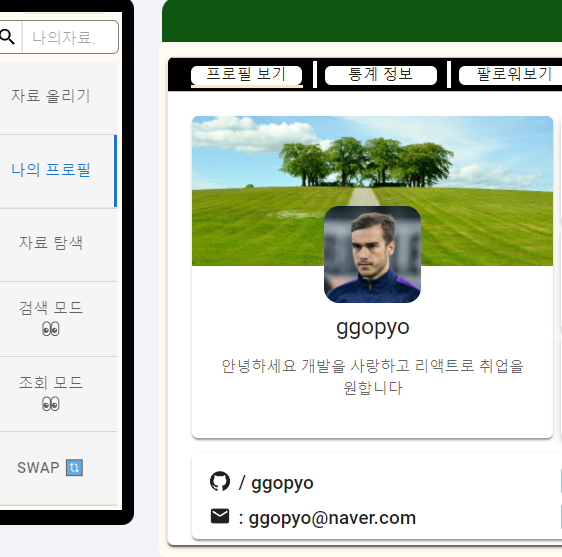 나의자료.
자료 올리기
나의 프로필
자료 탐색
검색 모드
👀
조회 모드
👀
SWAP 🔃
프로필 보기
통계 정보
팔로워보기
ggopyo
안녕하세요 개발을 사랑하고 리액트로 취업을
원합니다
/ ggopyo
: ggopyo@naver.com